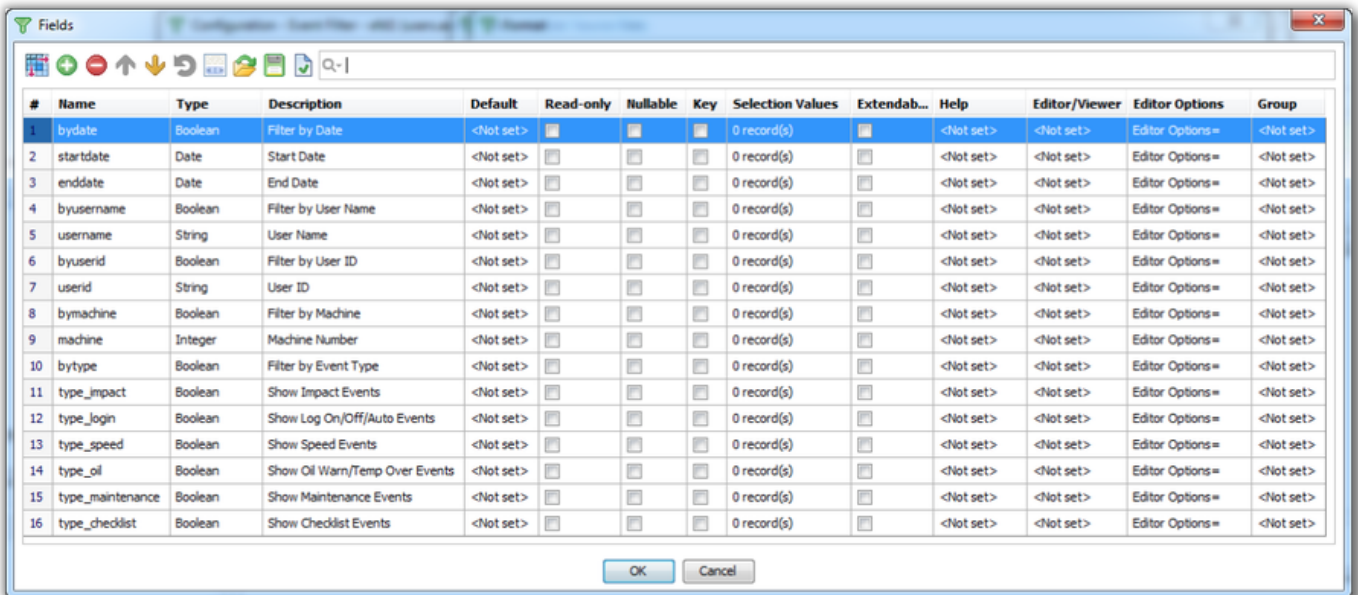 Fields
# Name Type Description Default Read-only Nullable Key Selection Values Extendab... Help Editor/Viewer Editor Options Group
1 bydate Boolean Filter by Date <Not set> 0 record(s) <Not set> <Not set> Editor Options= <Not set>
2 startdate Date Start Date <Not set> 0 record(s) <Not set> <Not set> Editor Options= <Not set>
3 enddate Date End Date <Not set> 0 record(s) <Not set> <Not set> Editor Options= <Not set>
4 byusername Boolean Filter by User Name <Not set> 0 record(s) <Not set> <Not set> Editor Options= <Not set>
5 username String User Name <Not set> 0 record(s) <Not set> <Not set> Editor Options= <Not set>
6 byuserid Boolean Filter by User ID <Not set> 0 record(s) <Not set> <Not set> Editor Options= <Not set>
7 userid String User ID <Not set> 0 record(s) <Not set> <Not set> Editor Options= <Not set>
8 bymachine Boolean Filter by Machine <Not set> 0 record(s) <Not set> <Not set> Editor Options= <Not set>
9 machine Integer Machine Number <Not set> 0 record(s) <Not set> <Not set> Editor Options= <Not set>
10 bytype Boolean Filter by Event Type <Not set> 0 record(s) <Not set> <Not set> Editor Options= <Not set>
11 type_impact Boolean Show Impact Events <Not set> 0 record(s) <Not set> <Not set> Editor Options= <Not set>
12 type_login Boolean Show Log On/Off/Auto Events <Not set> 0 record(s) <Not set> <Not set> Editor Options= <Not set>
13 type_speed Boolean Show Speed Events <Not set> 0 record(s) <Not set> <Not set> Editor Options= <Not set>
14 type_oil Boolean Show Oil Warn/Temp Over Events <Not set> 0 record(s) <Not set> <Not set> Editor Options= <Not set>
15 type_maintenance Boolean Show Maintenance Events <Not set> 0 record(s) <Not set> <Not set> Editor Options= <Not set>
16 type_checklist Boolean Show Checklist Events <Not set> 0 record(s) <Not set> <Not set> Editor Options= <Not set>
OK Cancel